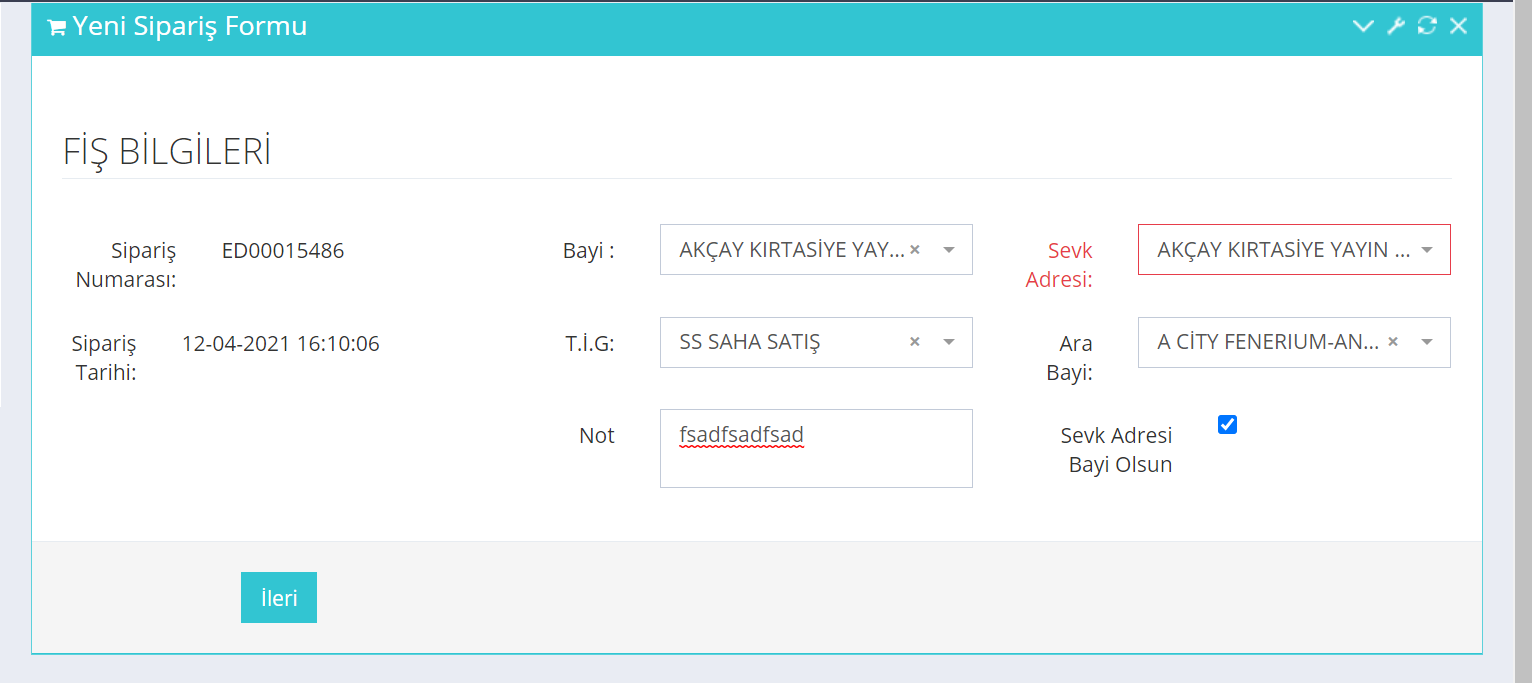 Yeni Sipariş Formu
FİŞ BİLGİLERİ
Sipariş
Numarası:
ED00015486
Bayi :
AKÇAY KIRTASİYE YAY...
Sevk
Adresi:
AKÇAY KIRTASİYE YAYIN ...
Sipariş
Tarihi:
12-04-2021 16:10:06
T.İ.G:
SS SAHA SATIŞ
Ara
Bayi:
A CİTY FENERIUM-AN...
Not
fsadfsadfsad
Sevk Adresi
Bayi Olsun
İleri